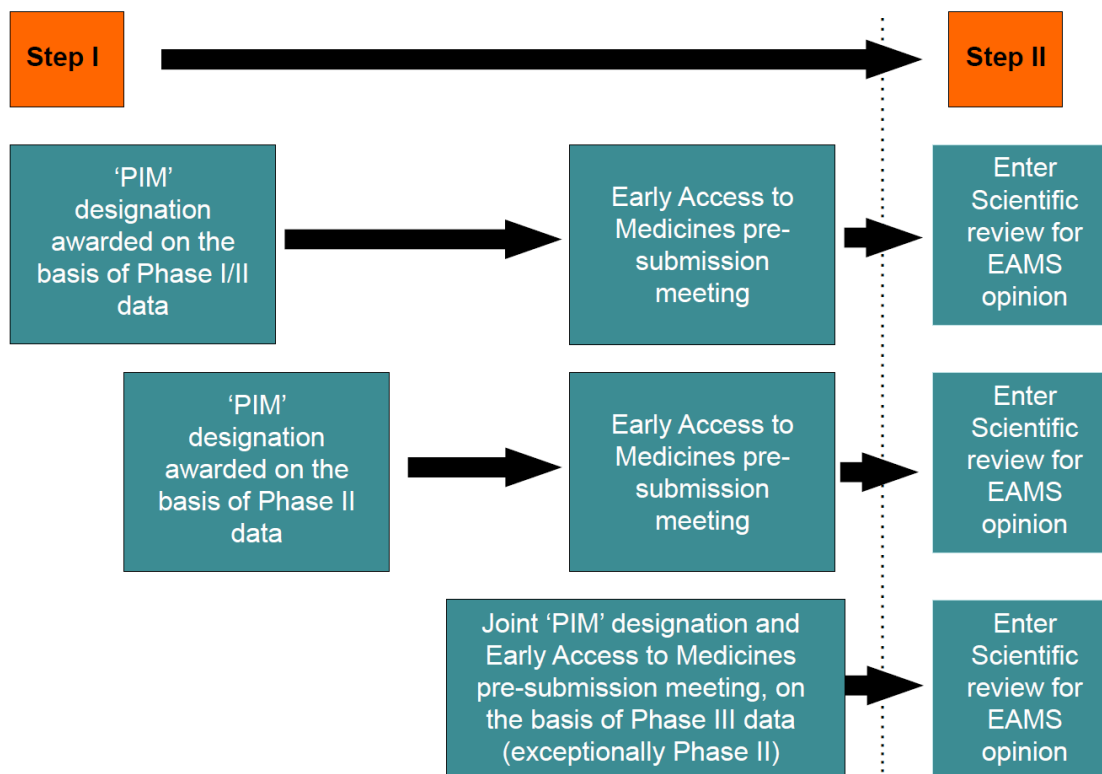 Step I
Step II
‘PIM’
designation
awarded on the
basis of Phase I/II
data
Early Access to
Medicines pre-
submission
meeting
Enter
Scientific
review for
EAMS
opinion
‘PIM’
designation
awarded on the
basis of Phase II
data
Early Access to
Medicines pre-
submission
meeting
Enter
Scientific
review for
EAMS
opinion
Joint ‘PIM’ designation and
Early Access to Medicines
pre-submission meeting, on
the basis of Phase III data
(exceptionally Phase II)
Enter
Scientific
review for
EAMS
opinion